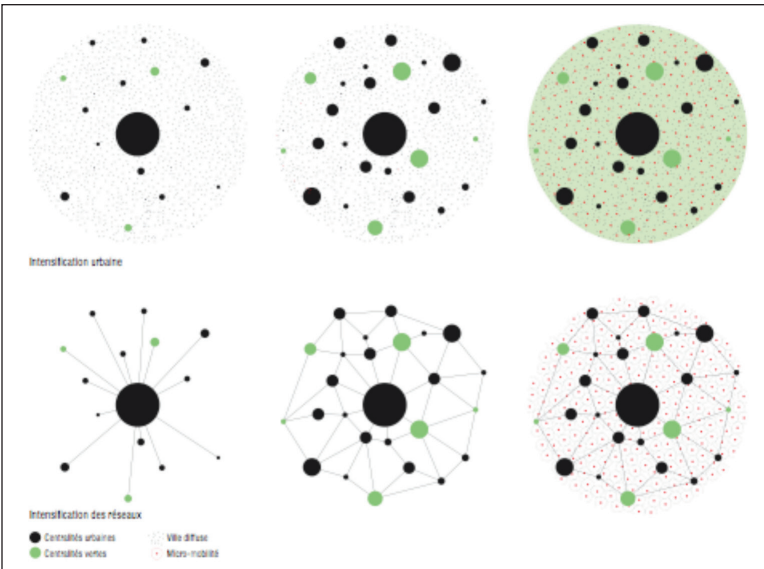 Intensification urbaine
Intensification des réseaux
Centralités urbaines
Ville diffuse
Centralités vertes
Micro-mobilité